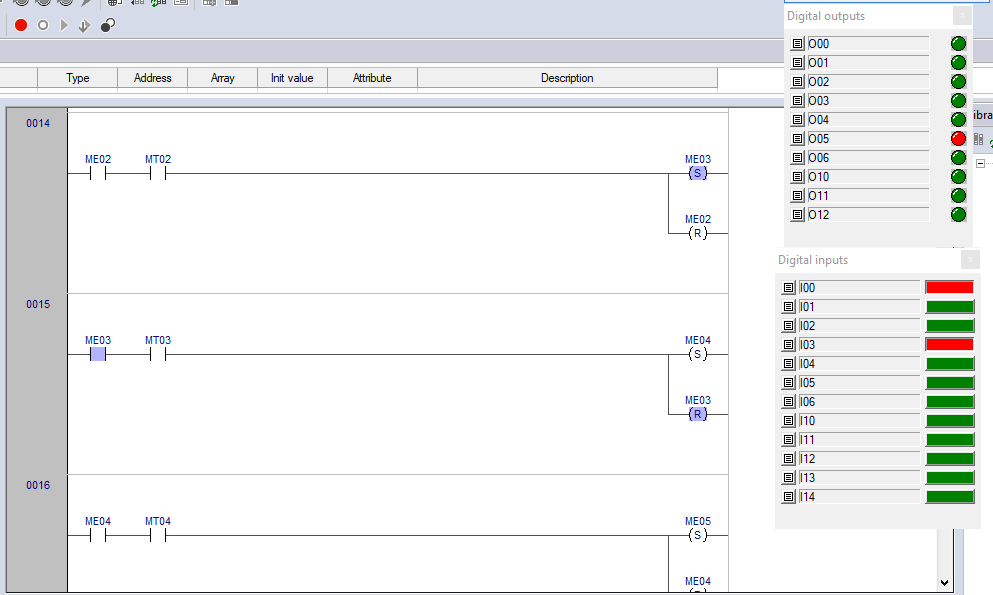 Digital outputs
O00
O01
O02
O03
O04
O05
O06
O10
O11
O12
Type Address Array Init value Attribute Description
0014
ME02 MT02 ME03
S
ME02
R
Digital inputs
I00
I01
I02
I03
I04
I05
I06
I10
I11
I12
I13
I14
0015
ME03 MT03 ME04
S
ME03
R
0016
ME04 MT04 ME05
S
ME04